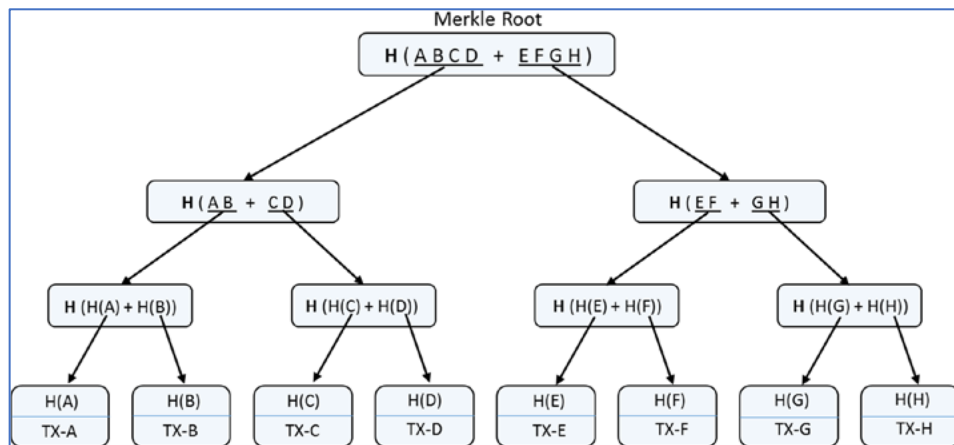 Merkle Root
H ( A B C D + E F G H )
H ( A B + C D )
H ( E F + G H )
H (H(A) + H(B))
H (H(C) + H(D))
H (H(E) + H(F))
H (H(G) + H(H))
H(A)
TX-A
H(B)
TX-B
H(C)
TX-C
H(D)
TX-D
H(E)
TX-E
H(F)
TX-F
H(G)
TX-G
H(H)
TX-H